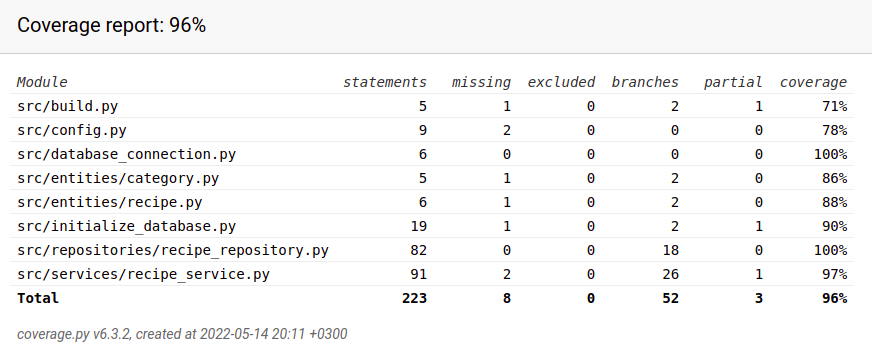 Coverage report: 96%
Module statements missing excluded branches partial coverage
src/build.py 5 1 0 2 1 71%
src/config.py 9 2 0 0 0 78%
src/database_connection.py 6 0 0 0 0 100%
src/entities/category.py 5 1 0 2 0 86%
src/entities/recipe.py 6 1 0 2 0 88%
src/initialize_database.py 19 1 0 2 1 90%
src/repositories/recipe_repository.py 82 0 0 18 0 100%
src/services/recipe_service.py 91 2 0 26 1 97%
Total 223 8 0 52 3 96%
coverage.py v6.3.2, created at 2022-05-14 20:11 +0300